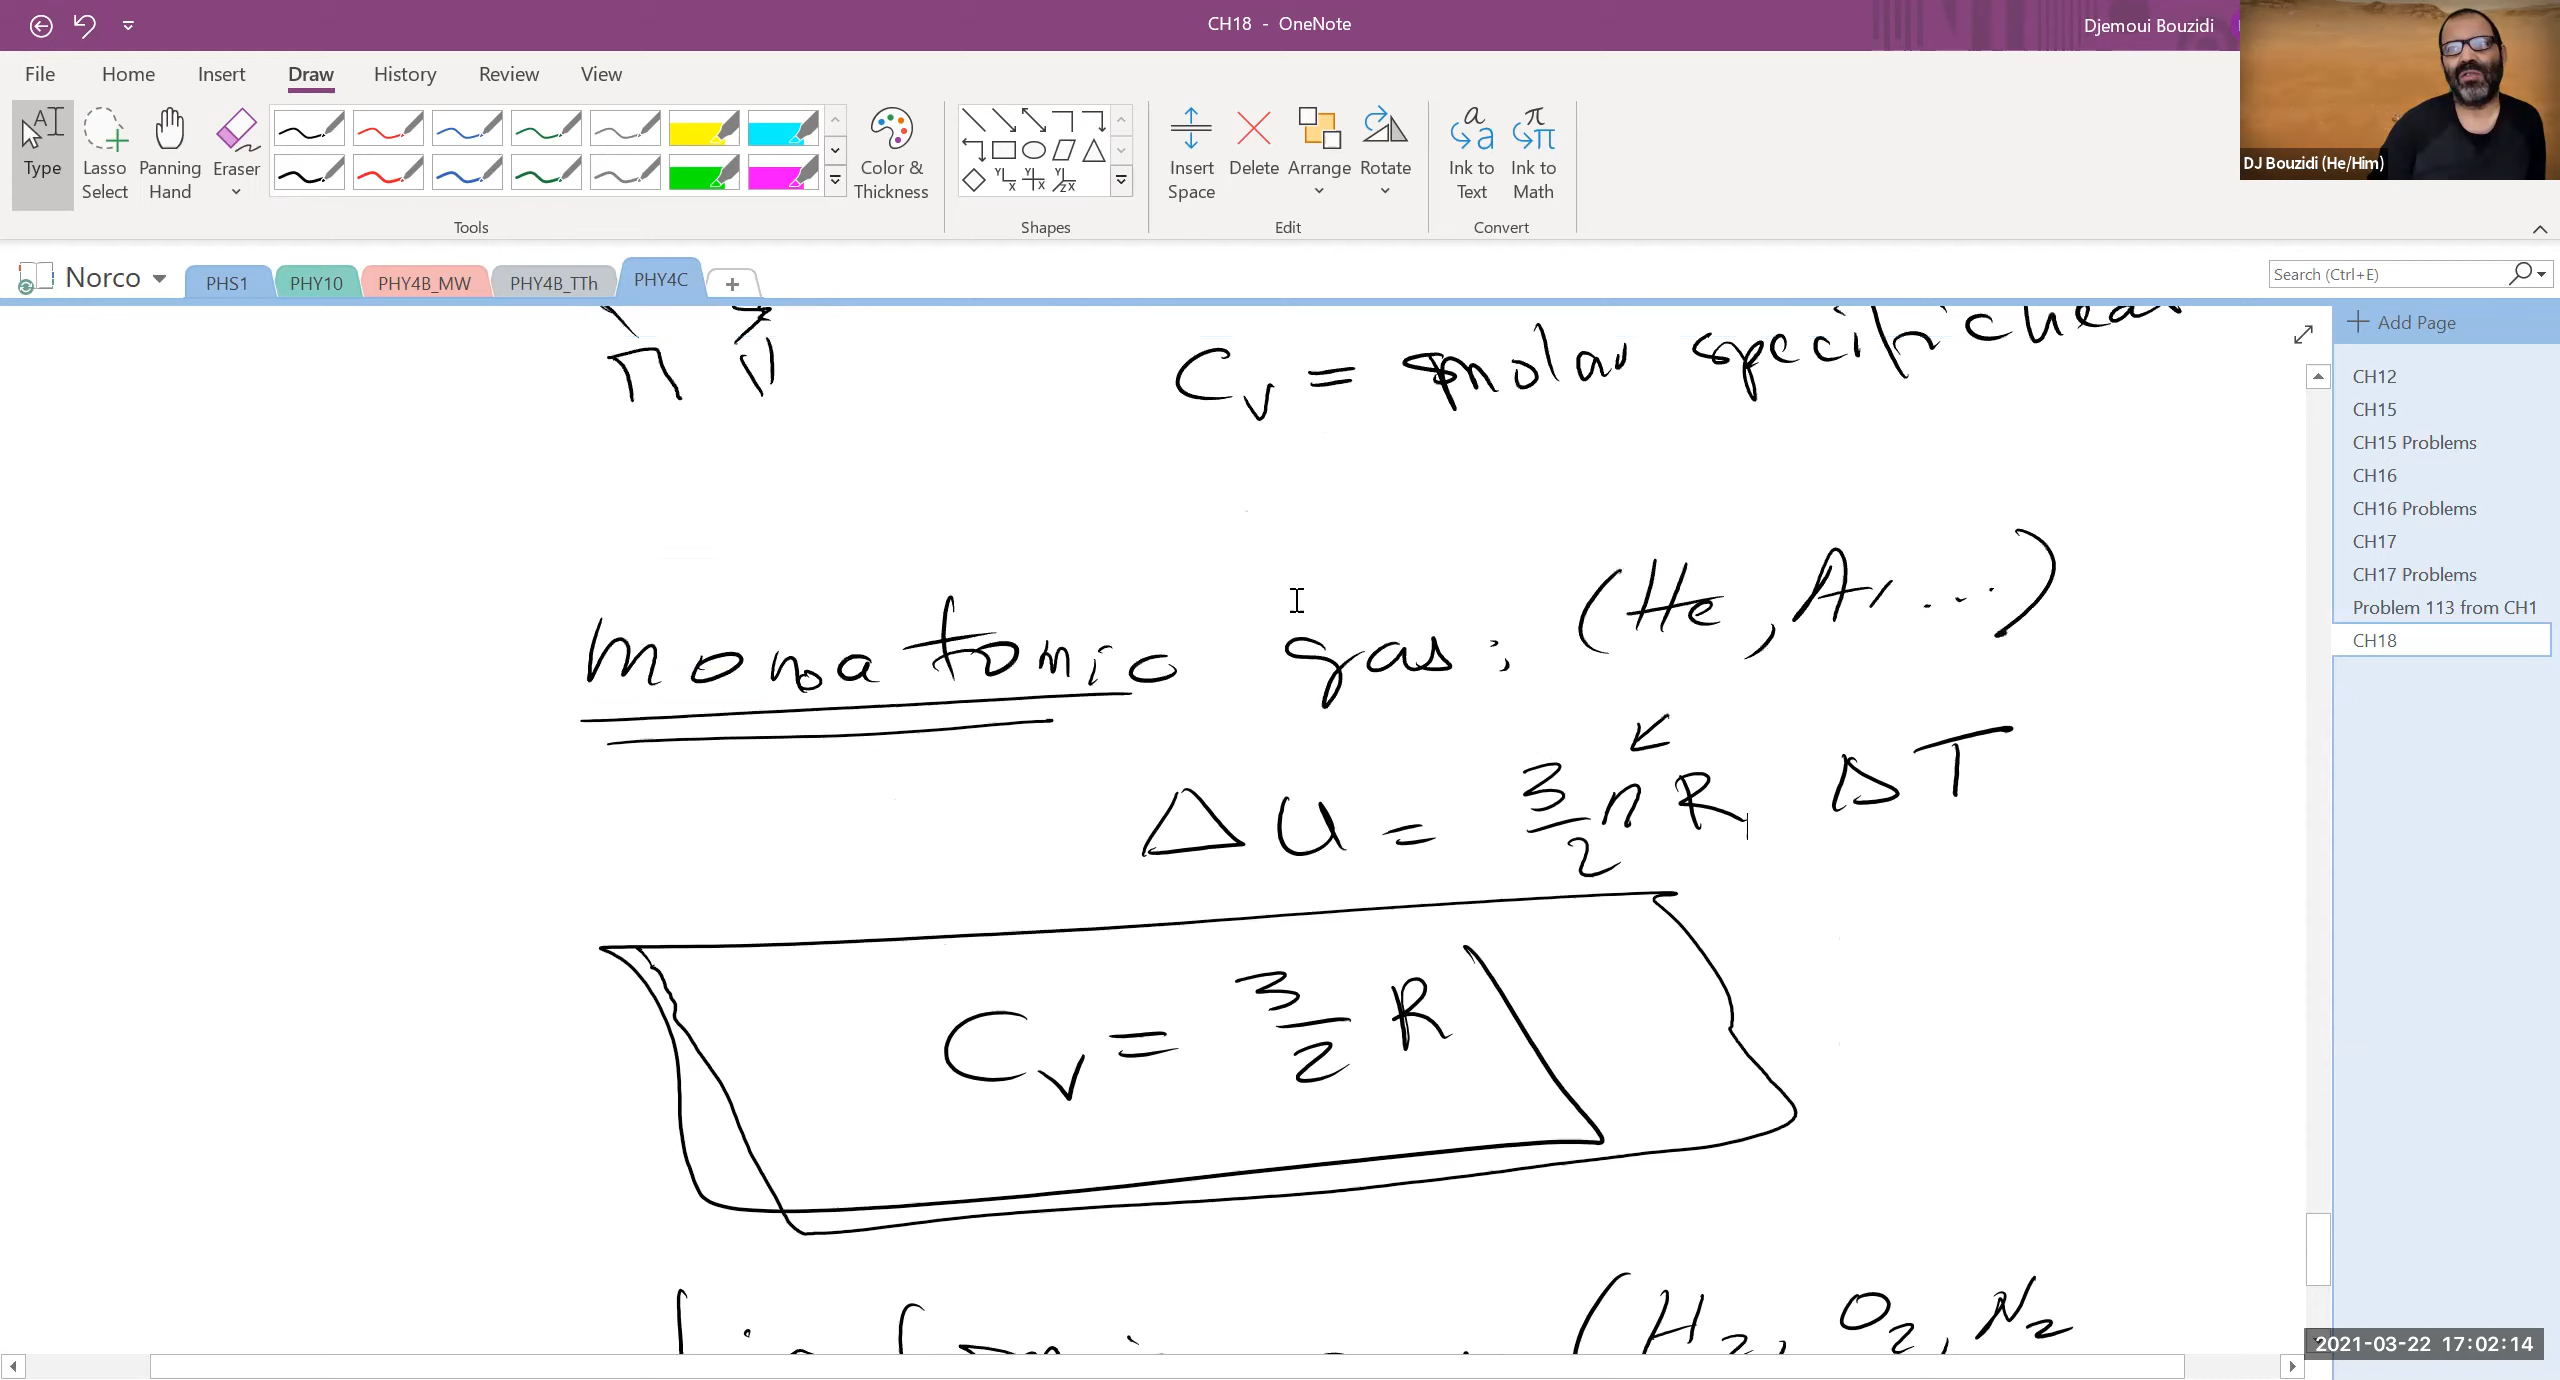 CH18 - OneNote
Djemoui Bouzidi
File Home Insert Draw History Review View
Type
Lasso Select
Panning Hand
Eraser
Color & Thickness
Insert Space
Delete
Arrange
Rotate
Ink to Text
Ink to Math
Tools
Shapes
Edit
Convert
DJ Bouzidi (He/Him)
Norco PHS1 PHY10 PHY4B_MW PHY4B_TTh PHY4C +
Search (Ctrl+E)
Add Page
CH12
CH15
CH15 Problems
CH16
CH16 Problems
CH17
CH17 Problems
Problem 113 from CH1
CH18
C_V = molar specific
monatomic gas: (He, Ar ...)
ΔU = 3/2 n R ΔT
C_V = 3/2 R
(H2, O2, N2
2021-03-22 17:02:14